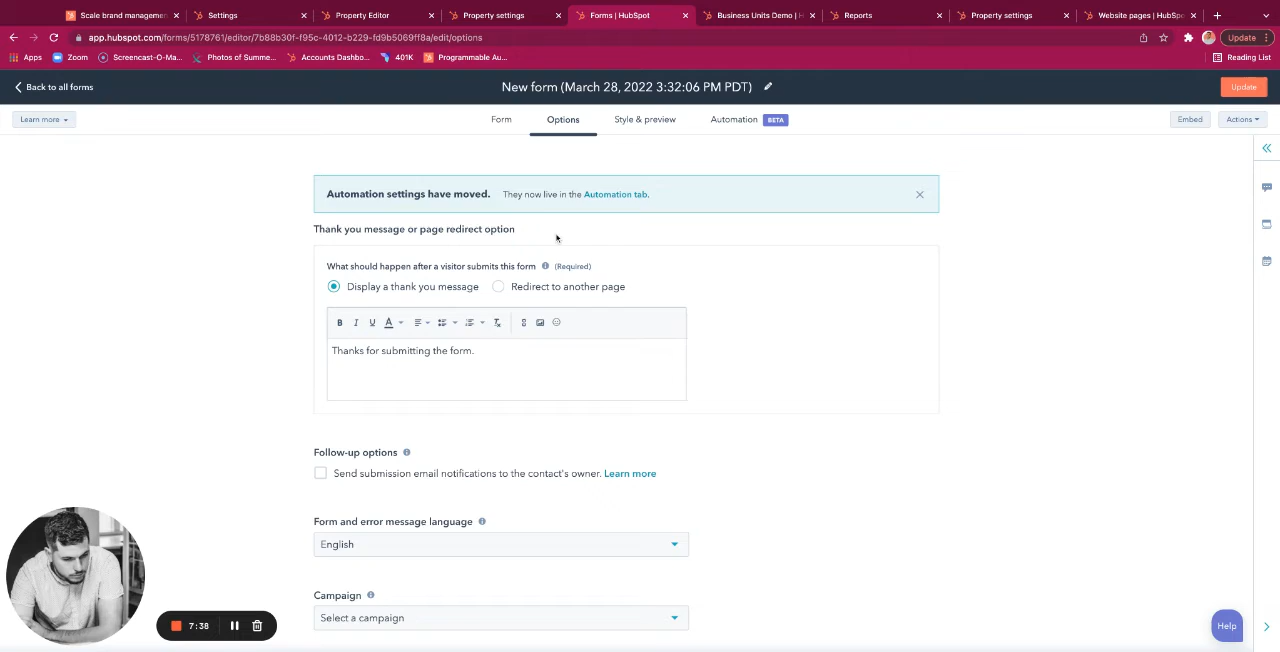 Scale brand managemen
Settings
Property Editor
Property settings
Forms | HubSpot
Business Units Demo | H
Reports
Property settings
Website pages | HubSpo
app.hubspot.com/forms/5178761/editor/7b88b30f-f95c-4012-b229-fd9b5069ff8a/edit/options
Update
Apps
Zoom
Screencast-O-Ma...
Photos of Summe...
Accounts Dashbo...
401K
Programmable Au...
Reading List
Back to all forms
New form (March 28, 2022 3:32:06 PM PDT)
Update
Learn more
Form
Options
Style & preview
Automation BETA
Embed
Actions
Automation settings have moved. They now live in the Automation tab.
Thank you message or page redirect option
What should happen after a visitor submits this form (Required)
Display a thank you message
Redirect to another page
B I U A
Thanks for submitting the form.
Follow-up options
Send submission email notifications to the contact's owner. Learn more
Form and error message language
English
Campaign
Select a campaign
7:38
Help